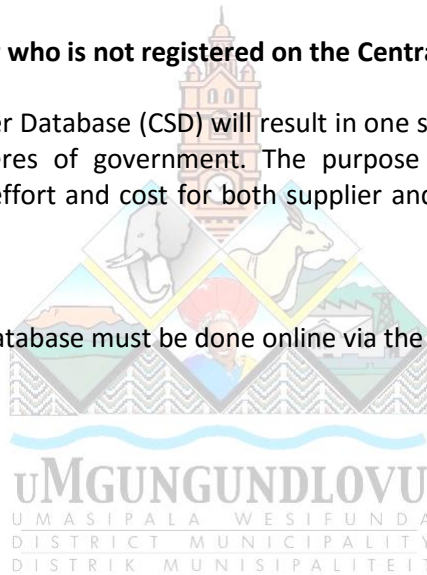 who is not registered on the Centra
er Database (CSD) will result in one s
eres of government. The purpose
effort and cost for both supplier and
atabase must be done online via the
UMGUNGUNDLOVU
UMASIPALA WESIFUNDA
DISTRICT MUNICIPALITY
DISTRIK MUNISIPALITEIT